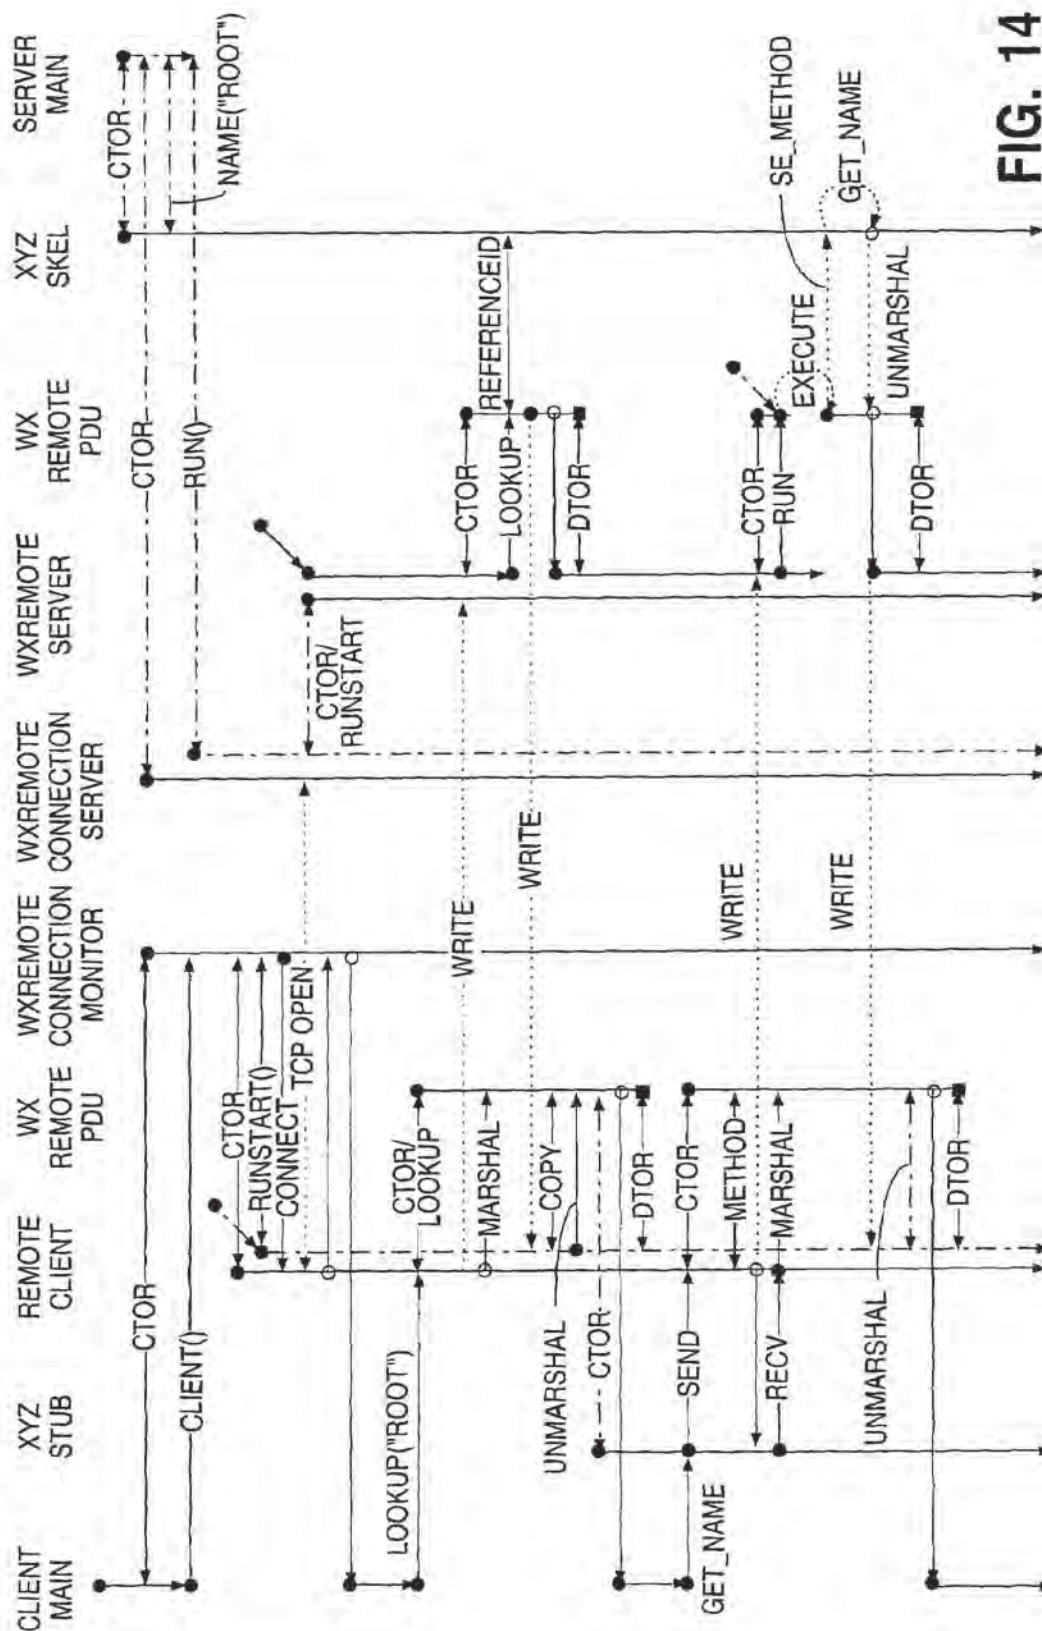 CLIENT
MAIN
XYZ
STUB
REMOTE
CLIENT
WX
REMOTE
PDU
WXREMOTE
CONNECTION
MONITOR
WXREMOTE
CONNECTION
SERVER
WXREMOTE
SERVER
WX
REMOTE
PDU
XYZ
SKEL
SERVER
MAIN
CTOR
CTOR
CTOR
NAME("ROOT")
CLIENT()
RUN()
CTOR
RUNSTART()
CONNECT
TCP OPEN
CTOR/
RUNSTART
LOOKUP("ROOT")
CTOR/
LOOKUP
WRITE
CTOR
MARSHAL
LOOKUP
REFERENCEID
WRITE
COPY
UNMARSHAL
DTOR
CTOR
DTOR
GET_NAME
SEND
CTOR
METHOD
WRITE
CTOR
RECV
MARSHAL
RUN
EXECUTE
SE_METHOD
GET_NAME
WRITE
UNMARSHAL
UNMARSHAL
DTOR
DTOR
FIG. 14